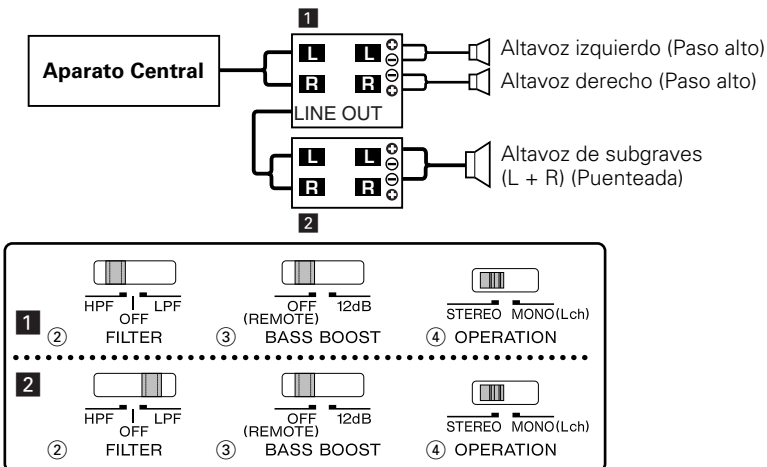 1
Aparato Central
L L ⊕ ⊖ Altavoz izquierdo (Paso alto)
R R ⊖ ⊕ Altavoz derecho (Paso alto)
LINE OUT
L L ⊕ ⊖ Altavoz de subgraves
R R ⊖ ⊕ (L + R) (Puenteada)
2
1
HPF OFF LPF
② FILTER
OFF 12dB
(REMOTE)
③ BASS BOOST
STEREO MONO(Lch)
④ OPERATION
2
HPF OFF LPF
② FILTER
OFF 12dB
(REMOTE)
③ BASS BOOST
STEREO MONO(Lch)
④ OPERATION